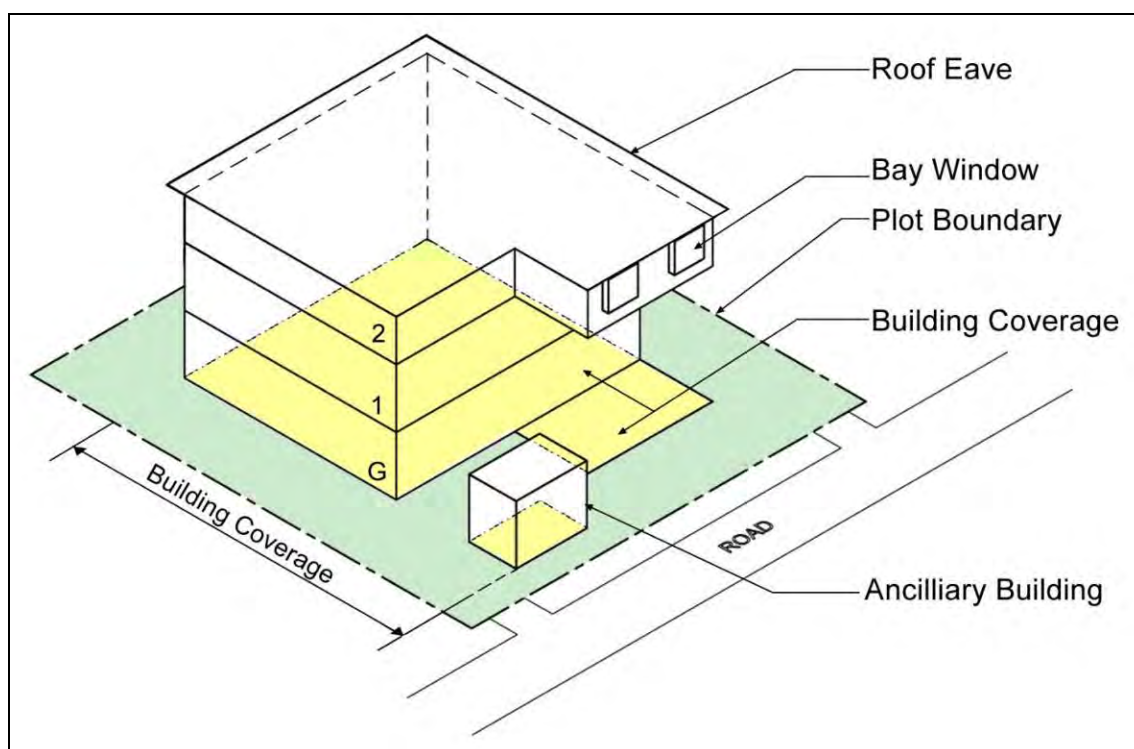 Roof Eave
Bay Window
Plot Boundary
Building Coverage
2
1
G
Building Coverage
ROAD
Ancilliary Building